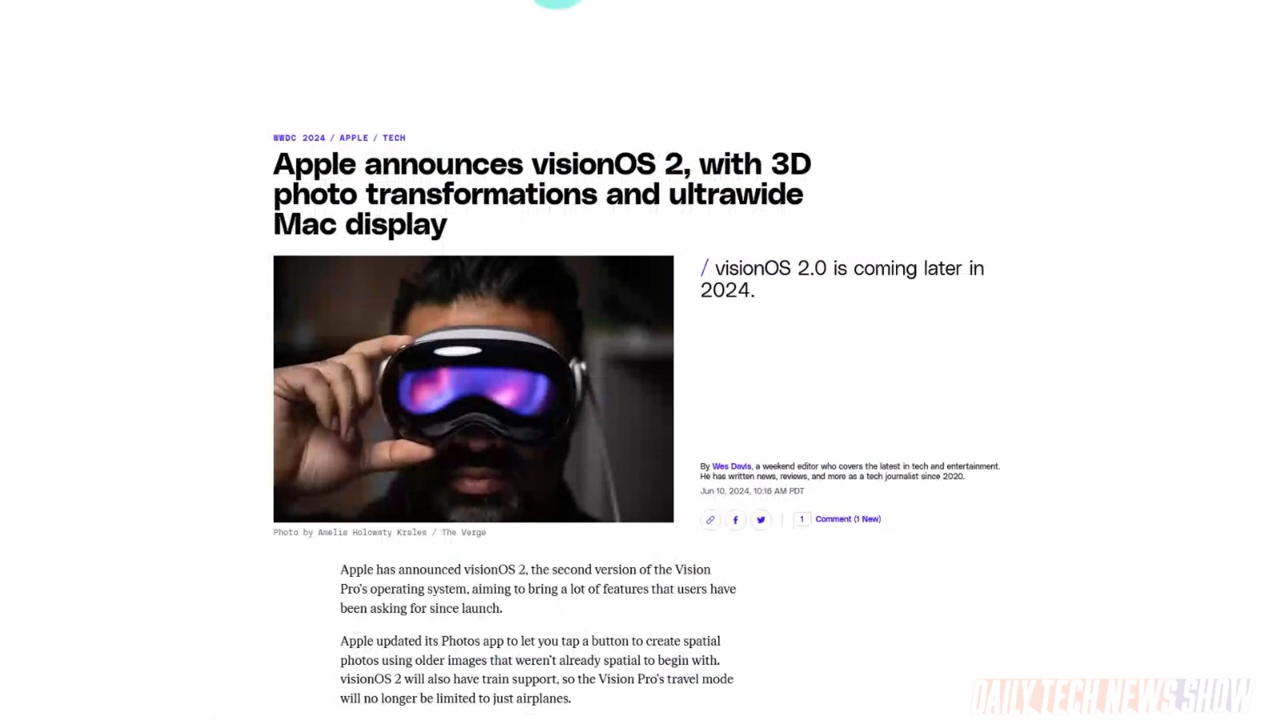 WWDC 2024 / APPLE / TECH
Apple announces visionOS 2, with 3D
photo transformations and ultrawide
Mac display
/ visionOS 2.0 is coming later in
2024.
By Wes Davis, a weekend editor who covers the latest in tech and entertainment.
He has written news, reviews, and more as a tech journalist since 2020.
Jun 10, 2024, 10:16 AM PDT
1 Comment (1 New)
Photo by Amelia Holowaty Krales / The Verge
Apple has announced visionOS 2, the second version of the Vision
Pro's operating system, aiming to bring a lot of features that users have
been asking for since launch.
Apple updated its Photos app to let you tap a button to create spatial
photos using older images that weren't already spatial to begin with.
visionOS 2 will also have train support, so the Vision Pro's travel mode
will no longer be limited to just airplanes.
DAILY TECH NEWS SHOW